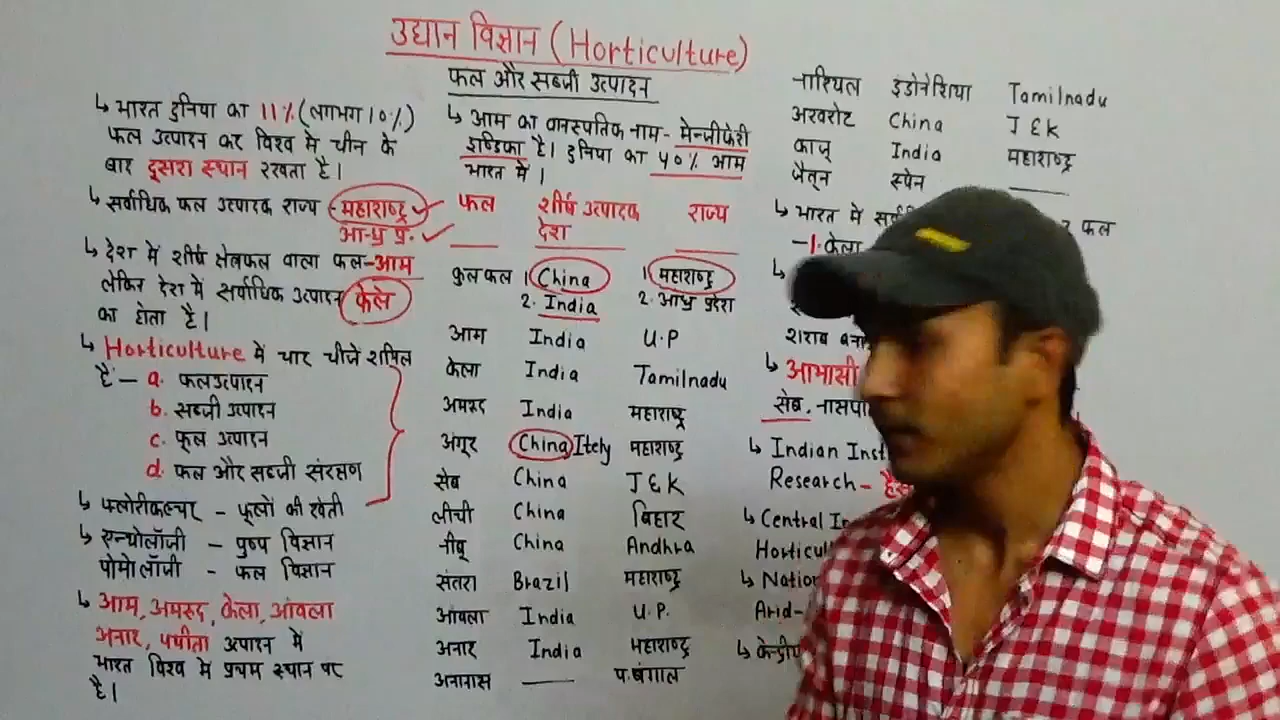 उद्यान विज्ञान (Horticulture)
फल और सब्जी उत्पादन
↳ भारत दुनिया का 11% (लगभग 10%)
फल उत्पादन कर विश्व में चीन के
बाद दूसरा स्थान रखता है।
↳ सर्वाधिक फल उत्पादक राज्य - महाराष्ट्र ✓
आन्ध्र प्र. ✓
↳ देश में शीर्ष क्षेत्रफल वाला फल-आम
लेकिन देश में सर्वाधिक उत्पादन केले
का होता है।
↳ Horticulture में चार चीजें शामिल
हैं - a. फलउत्पादन
b. सब्जी उत्पादन
c. फूल उत्पादन
d. फल और सब्जी संरक्षण
↳ फ्लोरीकल्चर - फूलों की खेती
↳ एन्थोलॉजी - पुष्प विज्ञान
पोमोलॉजी - फल विज्ञान
↳ आम, अमरूद, केला, आंवला
अनार, पपीता उत्पादन में
भारत विश्व में प्रथम स्थान पर
है।
↳ आम का वानस्पतिक नाम- मेन्जीफेरी
इण्डिका है। दुनिया का 40% आम
भारत में।
फल शीर्ष उत्पादक राज्य
देश
कुल फल 1. China 1. महाराष्ट्र
2. India 2. आन्ध्र प्रदेश
आम India U.P
केला India Tamilnadu
अमरूद India महाराष्ट्र
अंगूर China Itely महाराष्ट्र
सेब China J&K
लीची China बिहार
नीबू China Andhra
संतरा Brazil महाराष्ट्र
आंवला India U.P.
अनार India महाराष्ट्र
अनानास —— प. बंगाल
नारियल इंडोनेशिया Tamilnadu
अखरोट China J&K
काजू India महाराष्ट्र
जैतून स्पेन ——
↳ भारत में फल
-1. केला
शराब
↳ आभासी
सेब,
↳ Indian
Research -
↳ Central
↳
Arid-
↳